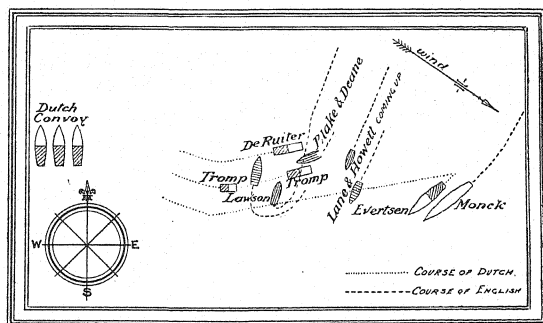 wind
Dutch
Convoy
De Ruiter
Blake & Deane
Tromp
Lawson
Tromp
Lane & Howell COMING UP
Evertsen
Monck
W
E
S
COURSE OF DUTCH.
COURSE OF ENGLISH